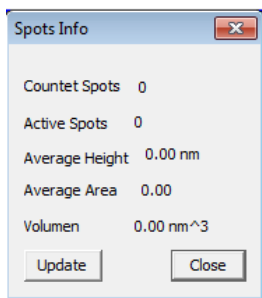 Spots Info
Countet Spots 0
Active Spots 0
Average Height 0.00 nm
Average Area 0.00
Volumen 0.00 nm^3
Update Close